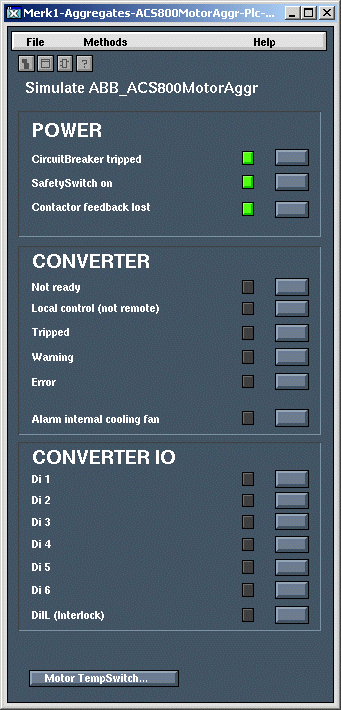 Merk1-Aggregates-ACS800MotorAggr-Plc-...
File Methods Help
?
Simulate ABB_ACS800MotorAggr
POWER
CircuitBreaker tripped
SafetySwitch on
Contactor feedback lost
CONVERTER
Not ready
Local control (not remote)
Tripped
Warning
Error
Alarm internal cooling fan
CONVERTER IO
Di 1
Di 2
Di 3
Di 4
Di 5
Di 6
DiIL (Interlock)
Motor TempSwitch...